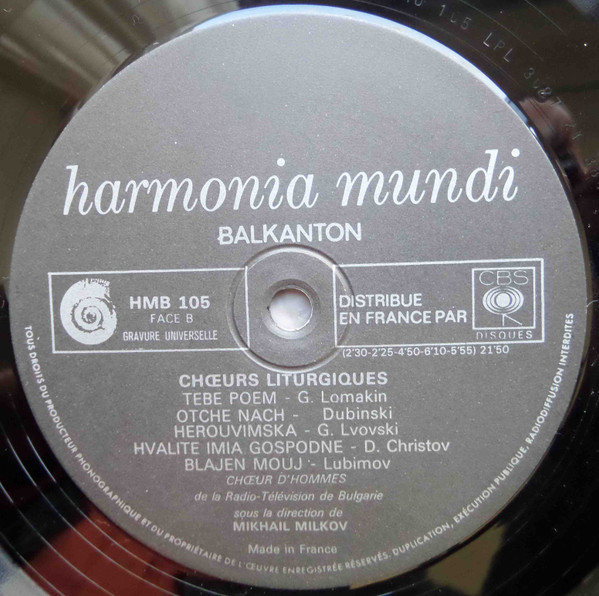 harmonia mundi
BALKANTON
HMB 105
FACE B
GRAVURE UNIVERSELLE
DISTRIBUE
EN FRANCE PAR
CBS
DISQUES
(2'30-2'25-4'50-6'10-5'55) 21'50
CHŒURS LITURGIQUES
TEBE POEM - G. Lomakin
OTCHE NACH - Dubinski
HEROUVIMSKA - G. Lvovski
HVALITE IMIA GOSPODNE - D. Christov
BLAJEN MOUJ - Lubimov
CHŒUR D'HOMMES
de la Radio-Télévision de Bulgarie
sous la direction de
MIKHAIL MILKOV
Made in France
TOUS DROITS DU PRODUCTEUR PHONOGRAPHIQUE ET DU PROPRIÉTAIRE DE L'ŒUVRE ENREGISTRÉE RÉSERVÉS. DUPLICATION, EXÉCUTION PUBLIQUE, RADIODIFFUSION INTERDITES